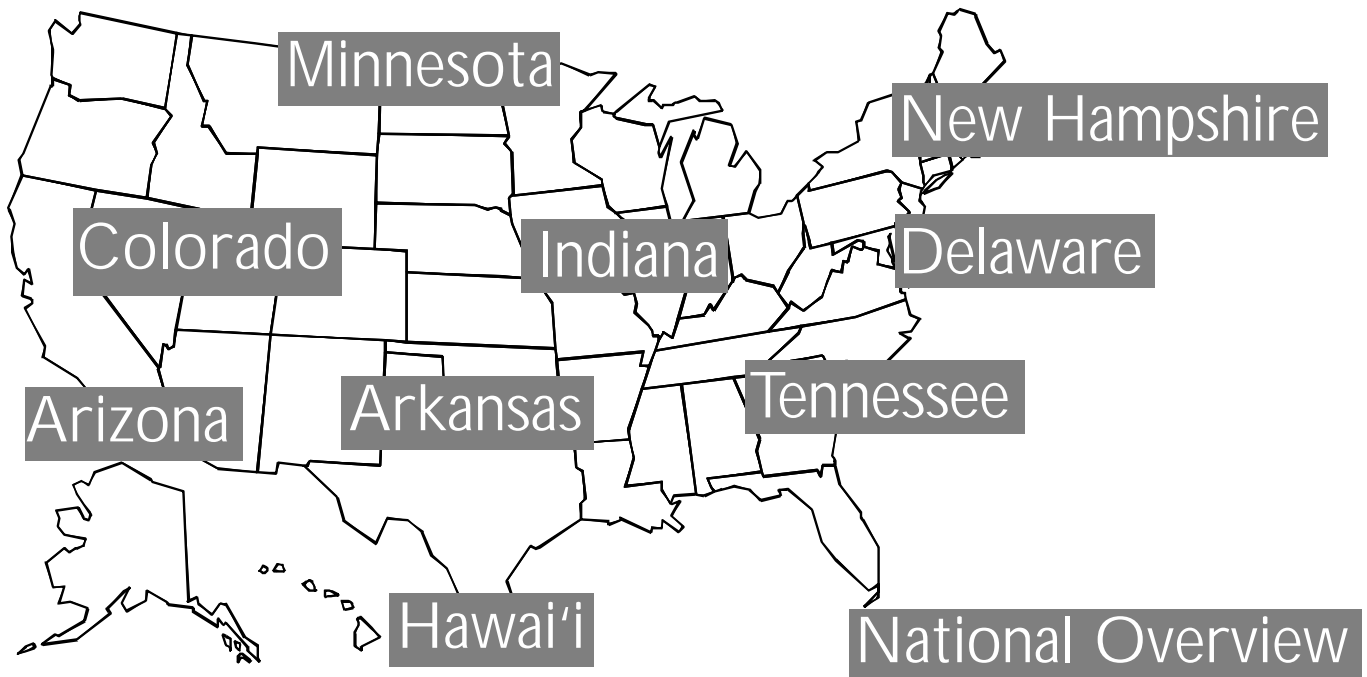 Minnesota
New Hampshire
Colorado
Indiana
Delaware
Arizona
Arkansas
Tennessee
Hawai‘i
National Overview